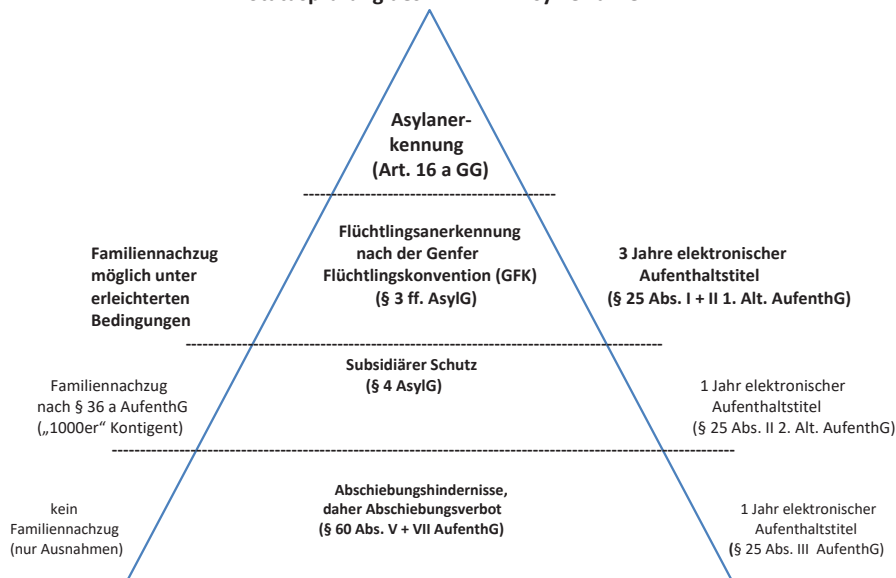 Asylaner-
kennung
(Art. 16 a GG)
Familiennachzug
möglich unter
erleichterten
Bedingungen
Flüchtlingsanerkennung
nach der Genfer
Flüchtlingskonvention (GFK)
(§ 3 ff. AsylG)
3 Jahre elektronischer
Aufenthaltstitel
(§ 25 Abs. I + II 1. Alt. AufenthG)
Familiennachzug
nach § 36 a AufenthG
(„1000er“ Kontigent)
Subsidiärer Schutz
(§ 4 AsylG)
1 Jahr elektronischer
Aufenthaltstitel
(§ 25 Abs. II 2. Alt. AufenthG)
kein
Familiennachzug
(nur Ausnahmen)
Abschiebungshindernisse,
daher Abschiebungsverbot
(§ 60 Abs. V + VII AufenthG)
1 Jahr elektronischer
Aufenthaltstitel
(§ 25 Abs. III AufenthG)